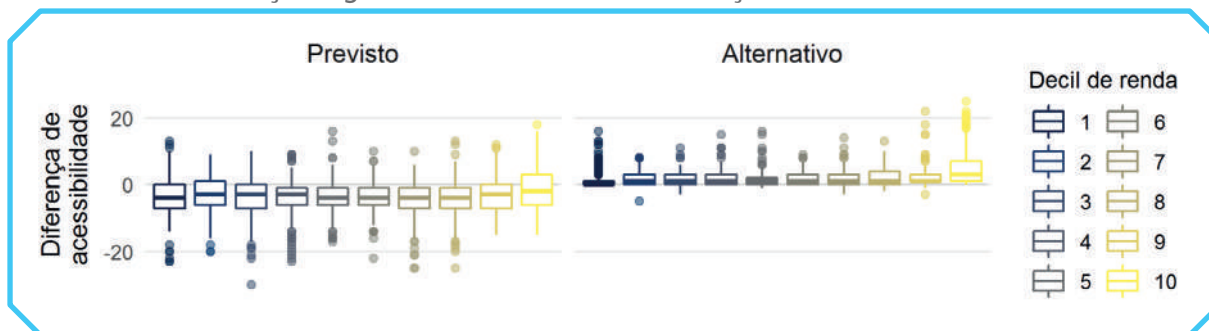 Previsto
Alternativo
Diferença de
acessibilidade
20
0
-20
Decil de renda
1
6
2
7
3
8
4
9
5
10